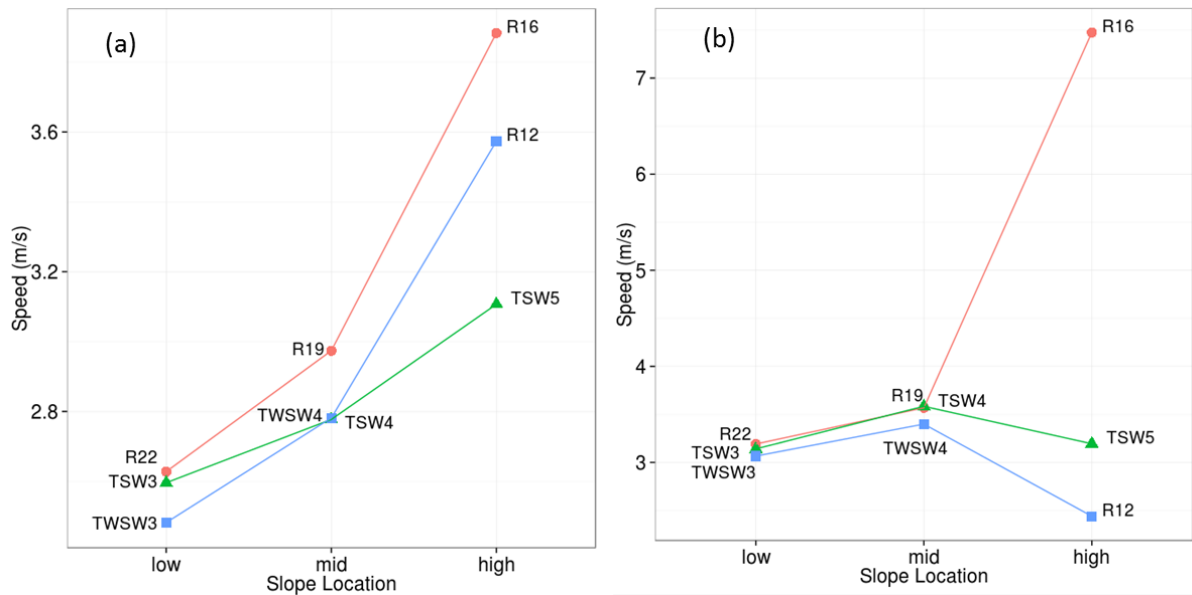 (a)
R16
R12
3.6
3.2
TSW5
R19
2.8
TWSW4
TSW4
R22
TSW3
TWSW3
low
mid
high
Slope Location
Speed (m/s)
(b)
R16
7
6
5
4
R19
TSW4
R22
TSW3
TWSW3
3
TWSW4
TSW5
R12
low
mid
high
Slope Location
Speed (m/s)